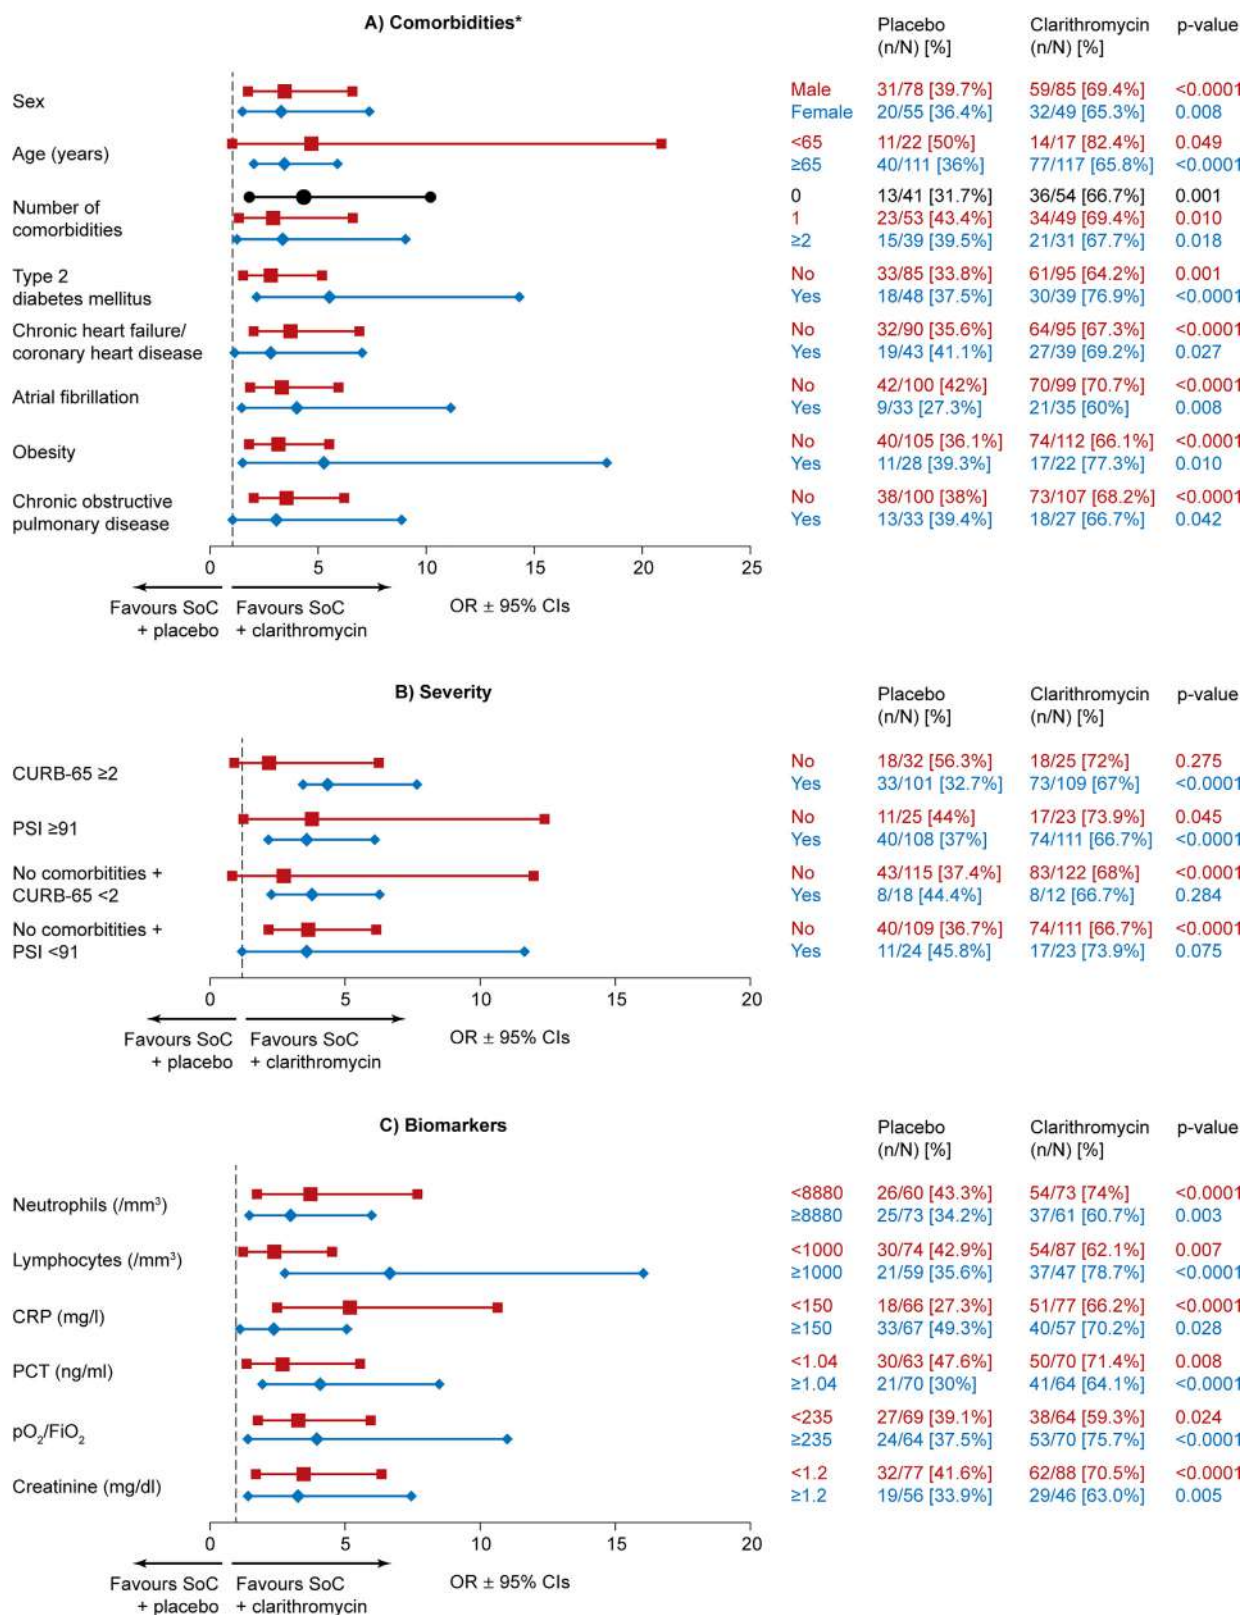 A) Comorbidities*
Placebo Clarithromycin p-value
(n/N) [%] (n/N) [%]
Sex
Male 31/78 [39.7%] 59/85 [69.4%] <0.0001
Female 20/55 [36.4%] 32/49 [65.3%] 0.008
Age (years)
<65 11/22 [50%] 14/17 [82.4%] 0.049
≥65 40/111 [36%] 77/117 [65.8%] <0.0001
Number of
comorbidities
0 13/41 [31.7%] 36/54 [66.7%] 0.001
1 23/53 [43.4%] 34/49 [69.4%] 0.010
≥2 15/39 [39.5%] 21/31 [67.7%] 0.018
Type 2
diabetes mellitus
No 33/85 [33.8%] 61/95 [64.2%] 0.001
Yes 18/48 [37.5%] 30/39 [76.9%] <0.0001
Chronic heart failure/
coronary heart disease
No 32/90 [35.6%] 64/95 [67.3%] <0.0001
Yes 19/43 [41.1%] 27/39 [69.2%] 0.027
Atrial fibrillation
No 42/100 [42%] 70/99 [70.7%] <0.0001
Yes 9/33 [27.3%] 21/35 [60%] 0.008
Obesity
No 40/105 [36.1%] 74/112 [66.1%] <0.0001
Yes 11/28 [39.3%] 17/22 [77.3%] 0.010
Chronic obstructive
pulmonary disease
No 38/100 [38%] 73/107 [68.2%] <0.0001
Yes 13/33 [39.4%] 18/27 [66.7%] 0.042
0 5 10 15 20 25
Favours SoC Favours SoC OR ± 95% CIs
+ placebo + clarithromycin
B) Severity
Placebo Clarithromycin p-value
(n/N) [%] (n/N) [%]
CURB-65 ≥2
No 18/32 [56.3%] 18/25 [72%] 0.275
Yes 33/101 [32.7%] 73/109 [67%] <0.0001
PSI ≥91
No 11/25 [44%] 17/23 [73.9%] 0.045
Yes 40/108 [37%] 74/111 [66.7%] <0.0001
No comorbitities +
CURB-65 <2
No 43/115 [37.4%] 83/122 [68%] <0.0001
Yes 8/18 [44.4%] 8/12 [66.7%] 0.284
No comorbitities +
PSI <91
No 40/109 [36.7%] 74/111 [66.7%] <0.0001
Yes 11/24 [45.8%] 17/23 [73.9%] 0.075
0 5 10 15 20
Favours SoC Favours SoC OR ± 95% CIs
+ placebo + clarithromycin
C) Biomarkers
Placebo Clarithromycin p-value
(n/N) [%] (n/N) [%]
Neutrophils (/mm³)
<8880 26/60 [43.3%] 54/73 [74%] <0.0001
≥8880 25/73 [34.2%] 37/61 [60.7%] 0.003
Lymphocytes (/mm³)
<1000 30/74 [42.9%] 54/87 [62.1%] 0.007
≥1000 21/59 [35.6%] 37/47 [78.7%] <0.0001
CRP (mg/l)
<150 18/66 [27.3%] 51/77 [66.2%] <0.0001
≥150 33/67 [49.3%] 40/57 [70.2%] 0.028
PCT (ng/ml)
<1.04 30/63 [47.6%] 50/70 [71.4%] 0.008
≥1.04 21/70 [30%] 41/64 [64.1%] <0.0001
pO₂/FiO₂
<235 27/69 [39.1%] 38/64 [59.3%] 0.024
≥235 24/64 [37.5%] 53/70 [75.7%] <0.0001
Creatinine (mg/dl)
<1.2 32/77 [41.6%] 62/88 [70.5%] <0.0001
≥1.2 19/56 [33.9%] 29/46 [63.0%] 0.005
0 5 10 15 20
Favours SoC Favours SoC OR ± 95% CIs
+ placebo + clarithromycin